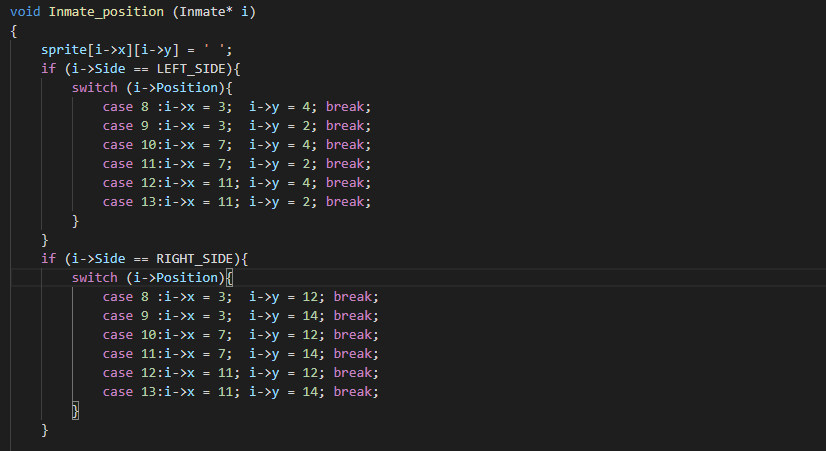 void Inmate_position (Inmate* i)
{
    sprite[i->x][i->y] = ' ';
    if (i->Side == LEFT_SIDE){
        switch (i->Position){
            case 8 :i->x = 3;  i->y = 4; break;
            case 9 :i->x = 3;  i->y = 2; break;
            case 10:i->x = 7;  i->y = 4; break;
            case 11:i->x = 7;  i->y = 2; break;
            case 12:i->x = 11; i->y = 4; break;
            case 13:i->x = 11; i->y = 2; break;
        }
    }
    if (i->Side == RIGHT_SIDE){
        switch (i->Position){
            case 8 :i->x = 3;  i->y = 12; break;
            case 9 :i->x = 3;  i->y = 14; break;
            case 10:i->x = 7;  i->y = 12; break;
            case 11:i->x = 7;  i->y = 14; break;
            case 12:i->x = 11; i->y = 12; break;
            case 13:i->x = 11; i->y = 14; break;
        }
    }